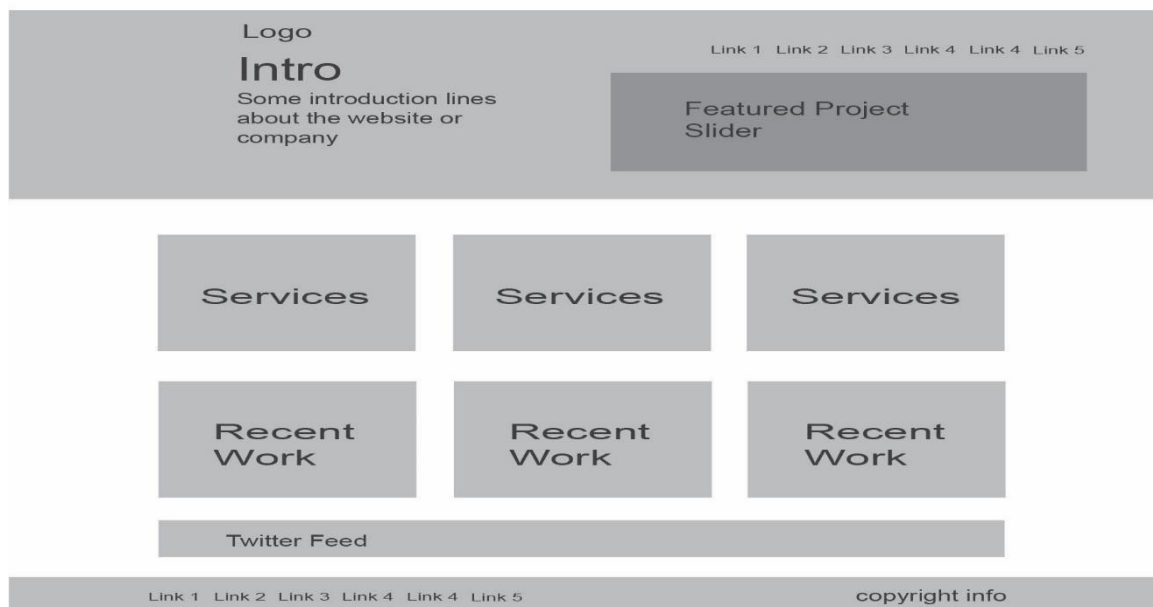 Logo
Link 1 Link 2 Link 3 Link 4 Link 4 Link 5
Intro
Some introduction lines
about the website or
company
Featured Project
Slider
Services
Services
Services
Recent
Work
Recent
Work
Recent
Work
Twitter Feed
Link 1 Link 2 Link 3 Link 4 Link 4 Link 5
copyright info